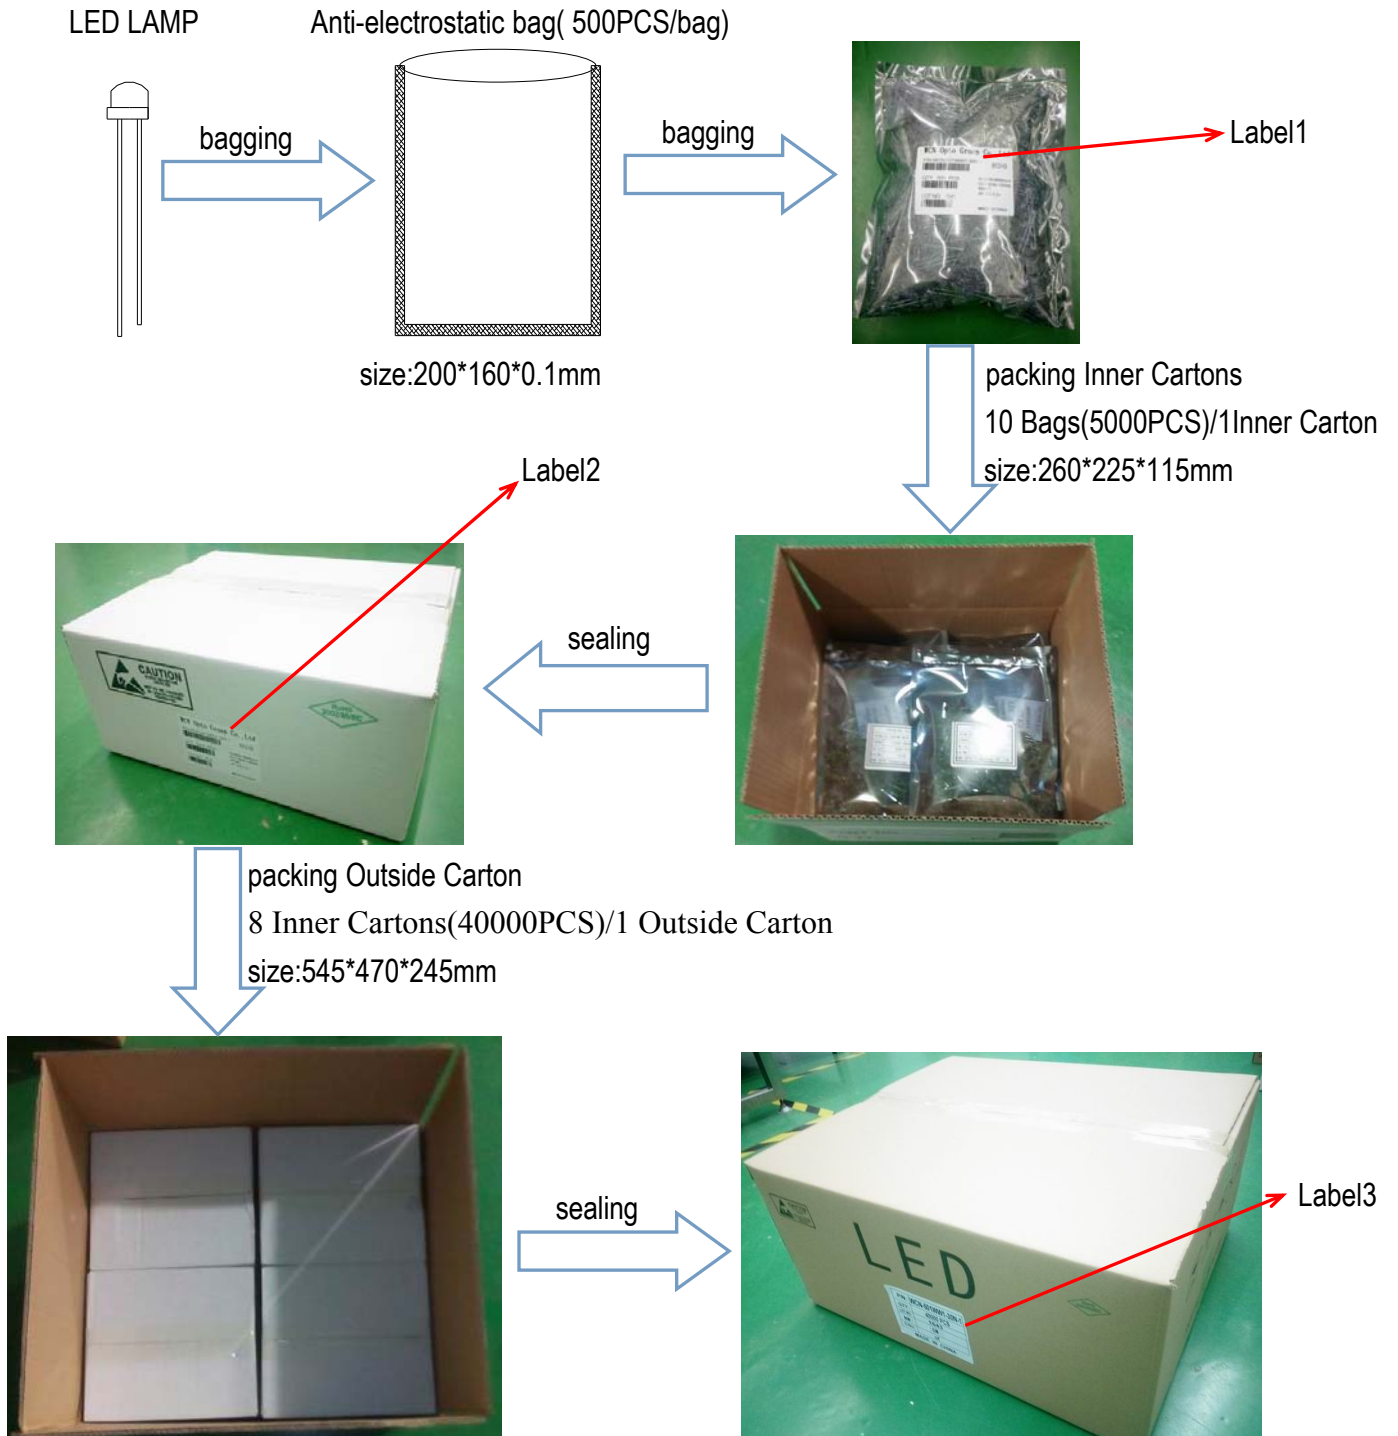 LED LAMP
Anti-electrostatic bag( 500PCS/bag)
bagging
bagging
Label1
size:200*160*0.1mm
packing Inner Cartons
10 Bags(5000PCS)/1Inner Carton
size:260*225*115mm
Label2
sealing
CAUTION
packing Outside Carton
8 Inner Cartons(40000PCS)/1 Outside Carton
size:545*470*245mm
sealing
Label3
LED